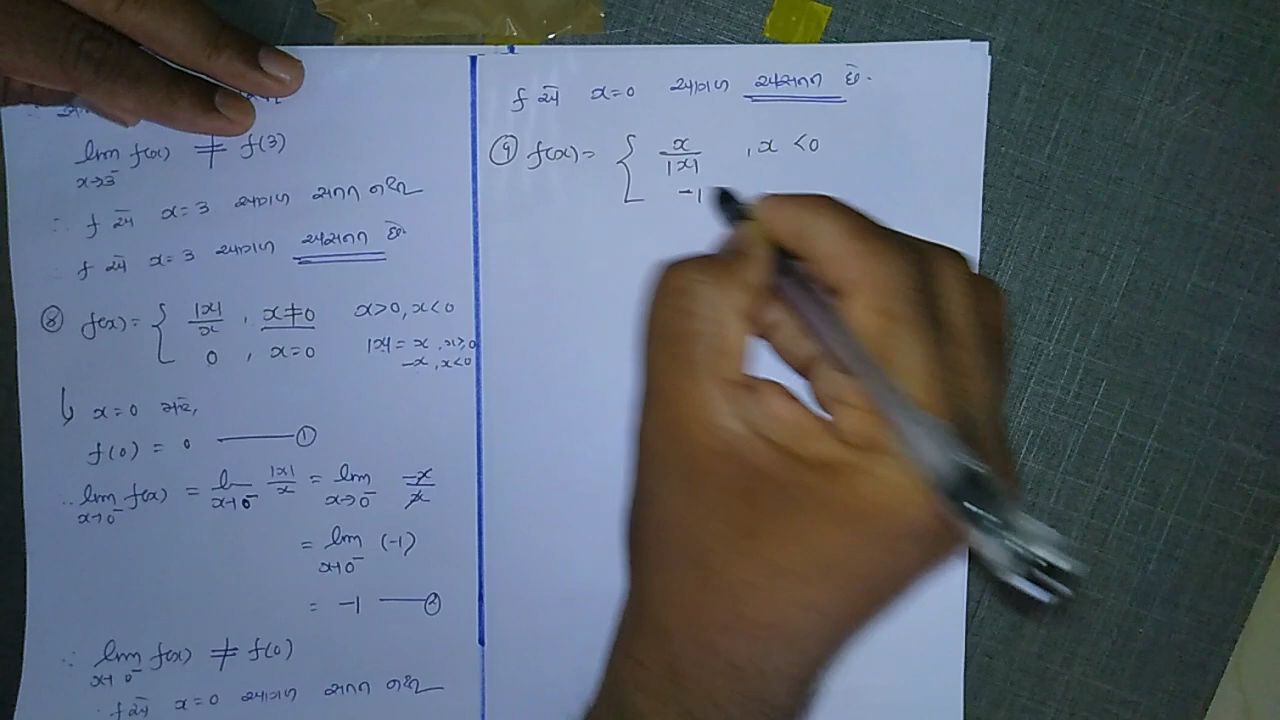 lim f(x) ≠ f(3)
x→3⁻
∴ f એ x=3 આગળ સતત નથી
∴ f એ x=3 આગળ અસતત છે.
⑧ f(x) = { |x|/x , x≠0 x>0, x<0
0 , x=0 |x| = x, x≥0
-x, x<0
↳ x=0 માટે,
f(0) = 0 — ①
∴ lim f(x) = lim |x|/x = lim -x/x
x→0⁻ x→0⁻ x→0⁻
= lim (-1)
x→0⁻
= -1 — ②
∴ lim f(x) ≠ f(0)
x→0⁻
∴ f એ x=0 આગળ સતત નથી
f એ x=0 આગળ અસતત છે.
⑨ f(x) = { x/|x| , x<0
-1